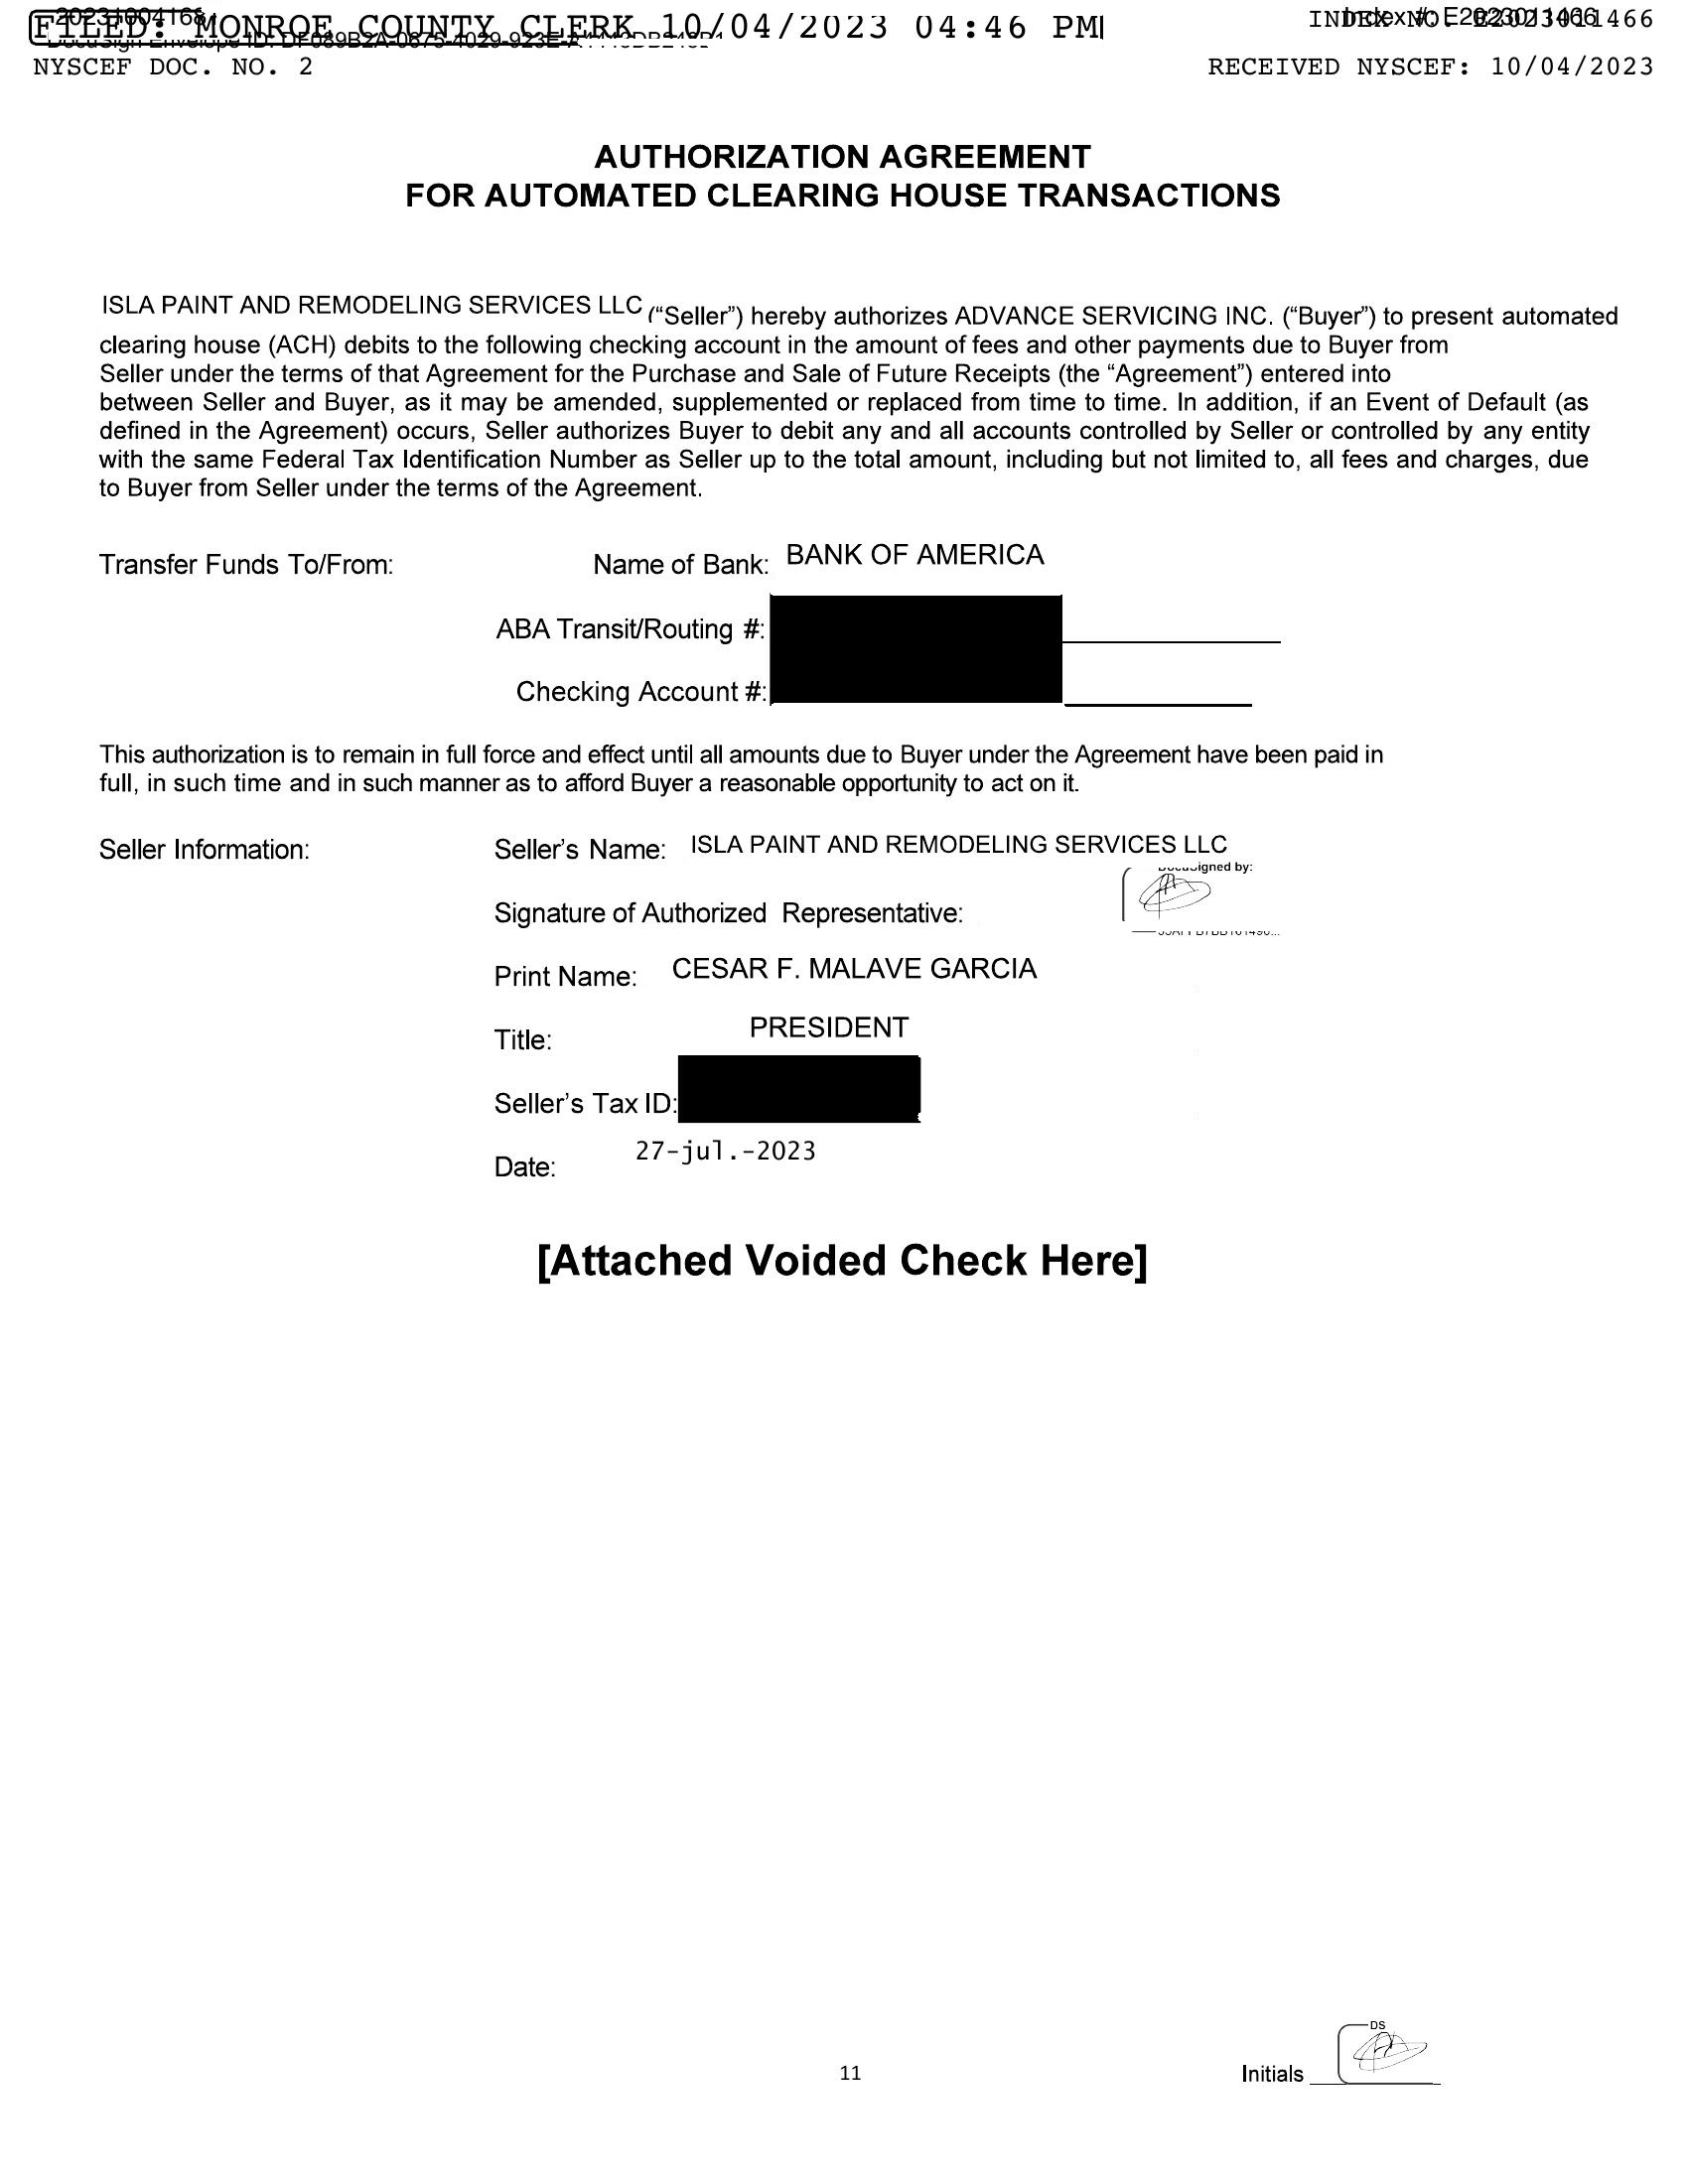 FILED: MONROE COUNTY CLERK 10/04/2023 04:46 PM
INDEX NO. E2023011466
NYSCEF DOC. NO. 2
RECEIVED NYSCEF: 10/04/2023
AUTHORIZATION AGREEMENT
FOR AUTOMATED CLEARING HOUSE TRANSACTIONS
ISLA PAINT AND REMODELING SERVICES LLC (“Seller”) hereby authorizes ADVANCE SERVICING INC. (“Buyer”) to present automated
clearing house (ACH) debits to the following checking account in the amount of fees and other payments due to Buyer from
Seller under the terms of that Agreement for the Purchase and Sale of Future Receipts (the “Agreement”) entered into
between Seller and Buyer, as it may be amended, supplemented or replaced from time to time. In addition, if an Event of Default (as
defined in the Agreement) occurs, Seller authorizes Buyer to debit any and all accounts controlled by Seller or controlled by any entity
with the same Federal Tax Identification Number as Seller up to the total amount, including but not limited to, all fees and charges, due
to Buyer from Seller under the terms of the Agreement.
Transfer Funds To/From: Name of Bank: BANK OF AMERICA
ABA Transit/Routing #:
Checking Account #:
This authorization is to remain in full force and effect until all amounts due to Buyer under the Agreement have been paid in
full, in such time and in such manner as to afford Buyer a reasonable opportunity to act on it.
Seller Information: Seller’s Name: ISLA PAINT AND REMODELING SERVICES LLC
Signature of Authorized Representative:
Print Name: CESAR F. MALAVE GARCIA
Title: PRESIDENT
Seller’s Tax ID:
Date: 27-jul.-2023
[Attached Voided Check Here]
DS
11
Initials